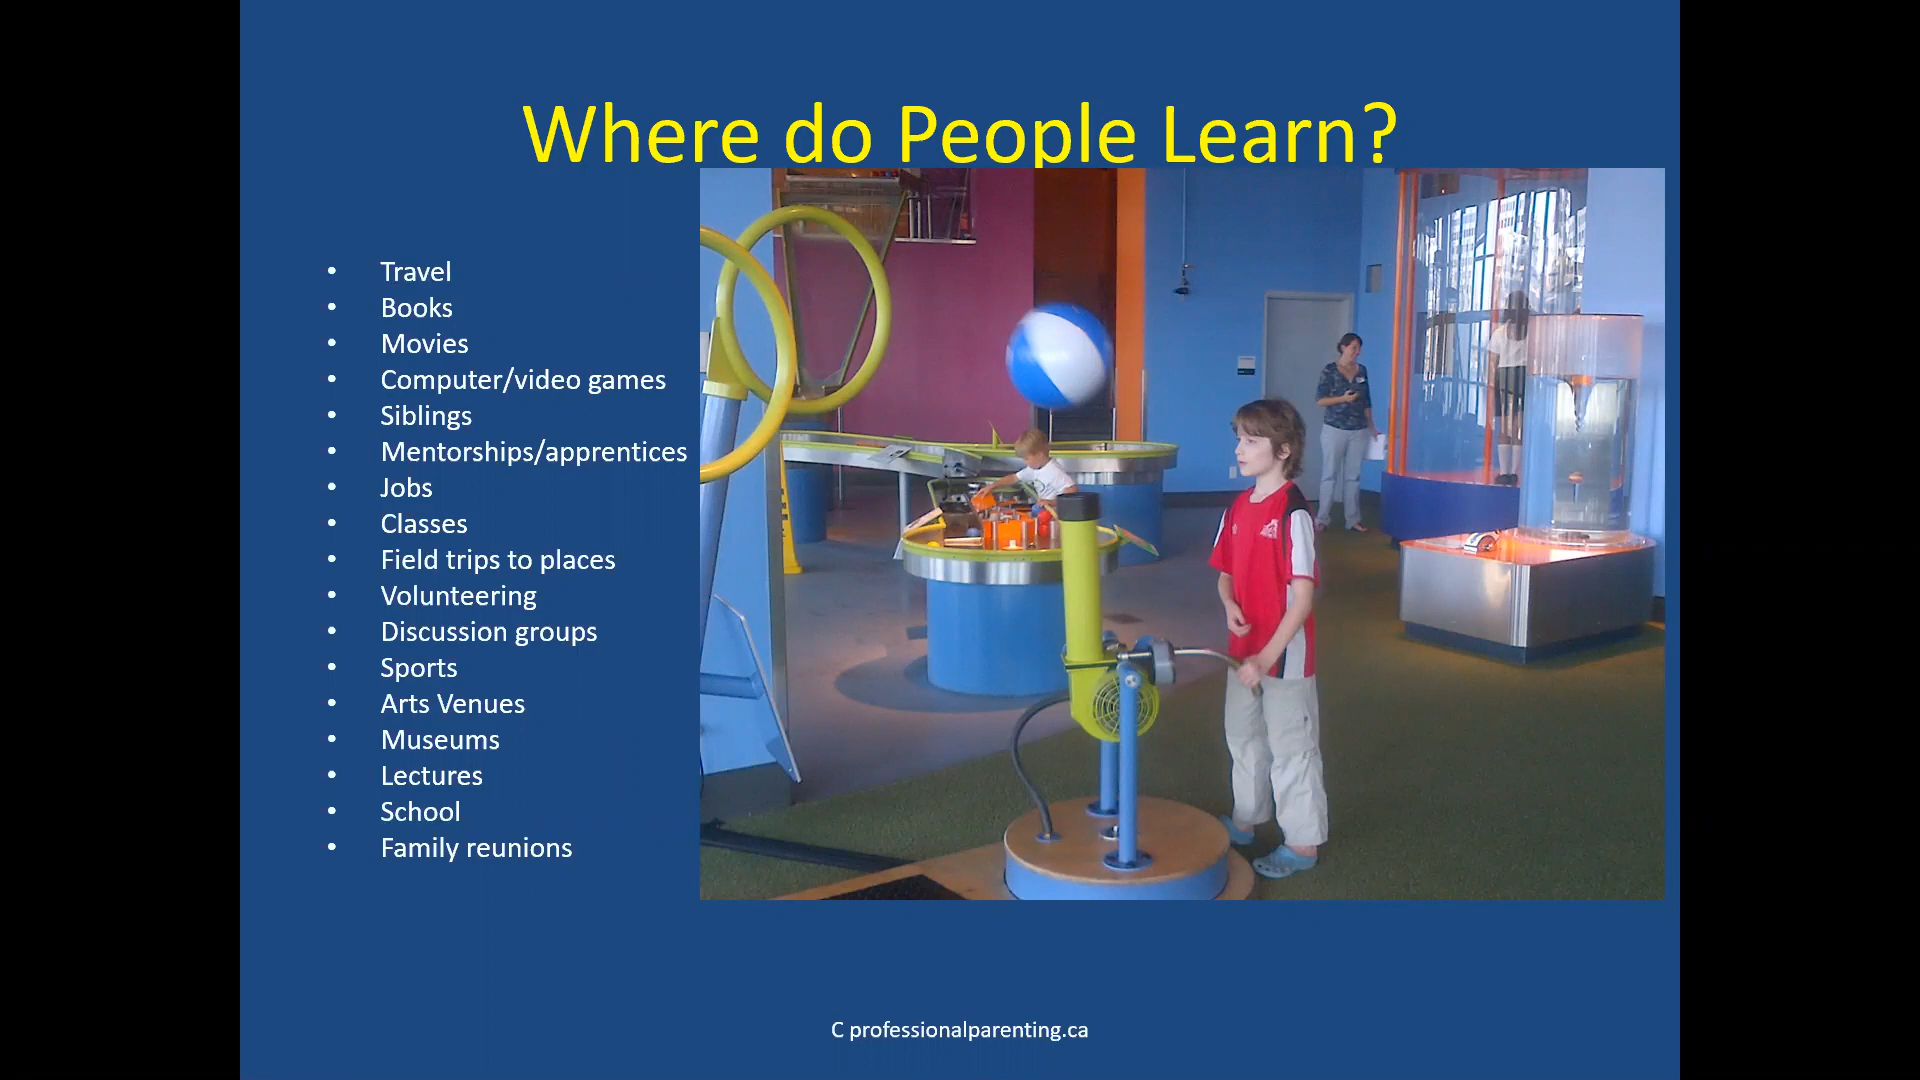 Where do People Learn?
• Travel
• Books
• Movies
• Computer/video games
• Siblings
• Mentorships/apprentices
• Jobs
• Classes
• Field trips to places
• Volunteering
• Discussion groups
• Sports
• Arts Venues
• Museums
• Lectures
• School
• Family reunions
C professionalparenting.ca